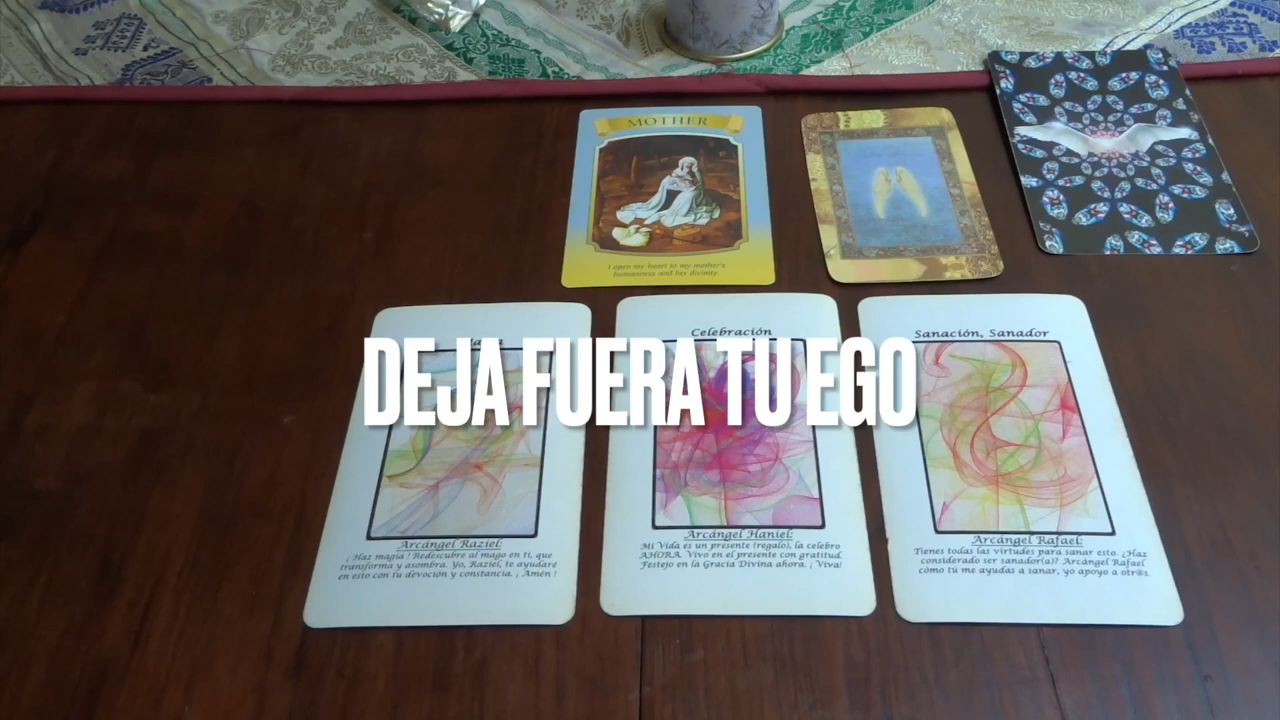 MOTHER
I open my heart to my mother's
humanness and her divinity.
Celebración
Sanación, Sanador
DEJA FUERA TU EGO
Arcángel Raziel:
¡ Haz magia ! Redescubre al mago en ti, que
transforma y asombra. Yo, Raziel, te ayudaré
en esto con tu devoción y constancia. ¡ Amén !
Arcángel Haniel:
Mi Vida es un presente (regalo), la celebro
AHORA. Vivo en el presente con gratitud.
Festejo en la Gracia Divina ahora. ¡ Viva!
Arcángel Rafael:
Tienes todas las virtudes para sanar esto. ¿Haz
considerado ser sanador(a)? Arcángel Rafael
cómo tú me ayudas a sanar, yo apoyo a otr@s.